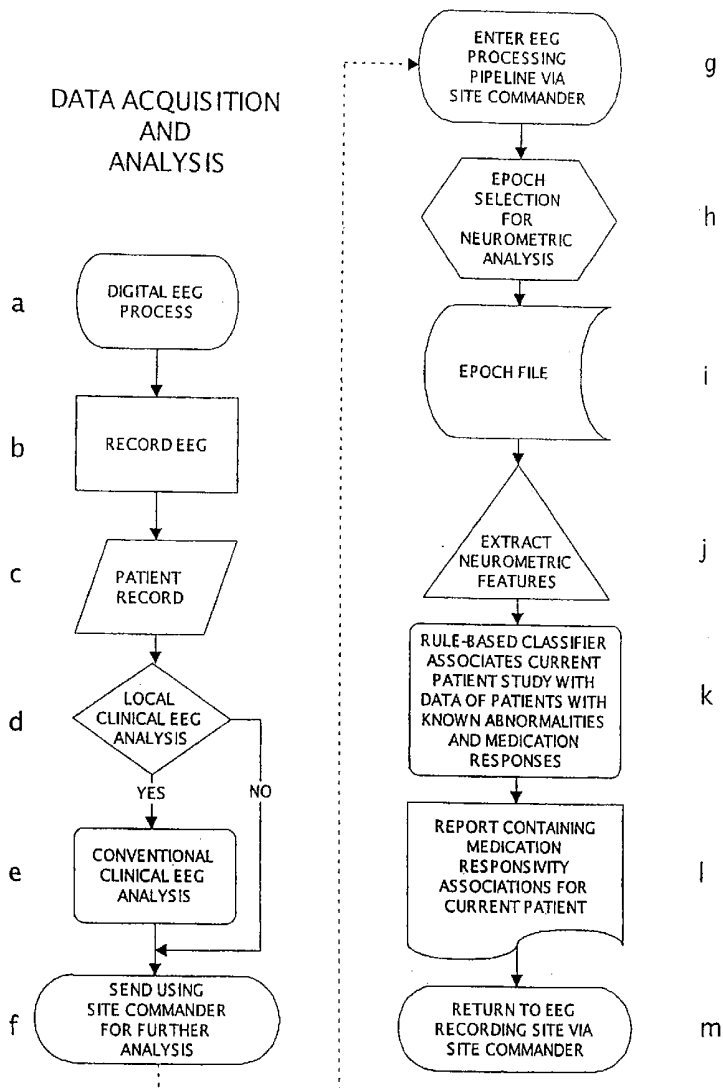 DATA ACQUISITION
AND
ANALYSIS
a
DIGITAL EEG
PROCESS
b
RECORD EEG
c
PATIENT
RECORD
d
LOCAL
CLINICAL EEG
ANALYSIS
YES
NO
e
CONVENTIONAL
CLINICAL EEG
ANALYSIS
f
SEND USING
SITE COMMANDER
FOR FURTHER
ANALYSIS
ENTER EEG
PROCESSING
PIPELINE VIA
SITE COMMANDER
g
EPOCH
SELECTION
FOR
NEUROMETRIC
ANALYSIS
h
EPOCH FILE
i
EXTRACT
NEUROMETRIC
FEATURES
j
RULE-BASED CLASSIFIER
ASSOCIATES CURRENT
PATIENT STUDY WITH
DATA OF PATIENTS WITH
KNOWN ABNORMALITIES
AND MEDICATION
RESPONSES
k
REPORT CONTAINING
MEDICATION
RESPONSIVITY
ASSOCIATIONS FOR
CURRENT PATIENT
l
RETURN TO EEG
RECORDING SITE VIA
SITE COMMANDER
m